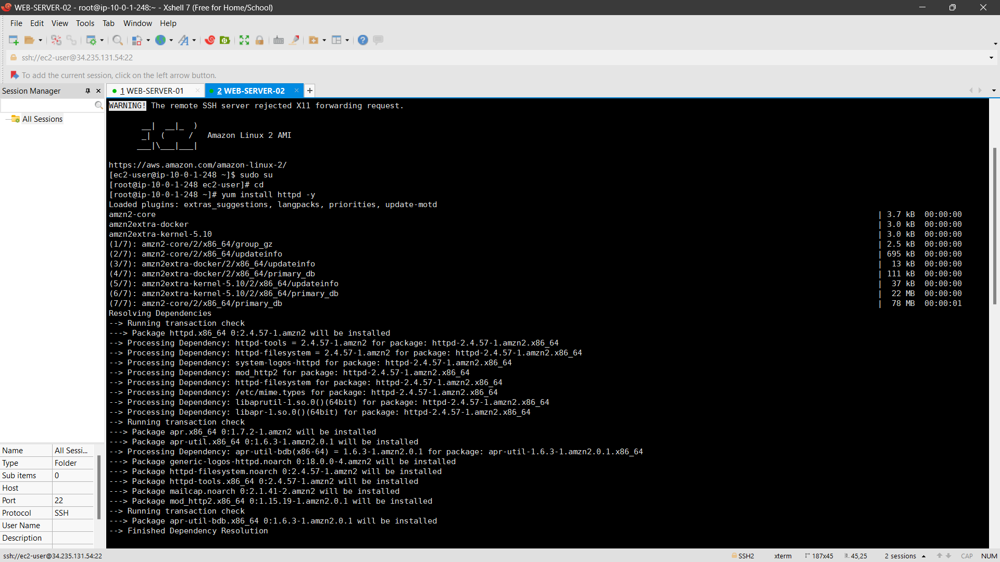 WEB-SERVER-02 - root@ip-10-0-1-248:~ - Xshell 7 (Free for Home/School)
File Edit View Tools Tab Window Help
ssh://ec2-user@34.235.131.54:22
To add the current session, click on the left arrow button.
Session Manager
All Sessions
1 WEB-SERVER-01
2 WEB-SERVER-02
WARNING! The remote SSH server rejected X11 forwarding request.
       __|  __|_  )
       _|  (     /   Amazon Linux 2 AMI
      ___|\___|___|
https://aws.amazon.com/amazon-linux-2/
[ec2-user@ip-10-0-1-248 ~]$ sudo su
[root@ip-10-0-1-248 ec2-user]# cd
[root@ip-10-0-1-248 ~]# yum install httpd -y
Loaded plugins: extras_suggestions, langpacks, priorities, update-motd
amzn2-core | 3.7 kB 00:00:00
amzn2extra-docker | 3.0 kB 00:00:00
amzn2extra-kernel-5.10 | 3.0 kB 00:00:00
(1/7): amzn2-core/2/x86_64/group_gz | 2.5 kB 00:00:00
(2/7): amzn2-core/2/x86_64/updateinfo | 695 kB 00:00:00
(3/7): amzn2extra-docker/2/x86_64/updateinfo | 13 kB 00:00:00
(4/7): amzn2extra-docker/2/x86_64/primary_db | 111 kB 00:00:00
(5/7): amzn2extra-kernel-5.10/2/x86_64/updateinfo | 37 kB 00:00:00
(6/7): amzn2extra-kernel-5.10/2/x86_64/primary_db | 22 MB 00:00:00
(7/7): amzn2-core/2/x86_64/primary_db | 78 MB 00:00:01
Resolving Dependencies
--> Running transaction check
---> Package httpd.x86_64 0:2.4.57-1.amzn2 will be installed
--> Processing Dependency: httpd-tools = 2.4.57-1.amzn2 for package: httpd-2.4.57-1.amzn2.x86_64
--> Processing Dependency: httpd-filesystem = 2.4.57-1.amzn2 for package: httpd-2.4.57-1.amzn2.x86_64
--> Processing Dependency: system-logos-httpd for package: httpd-2.4.57-1.amzn2.x86_64
--> Processing Dependency: mod_http2 for package: httpd-2.4.57-1.amzn2.x86_64
--> Processing Dependency: httpd-filesystem for package: httpd-2.4.57-1.amzn2.x86_64
--> Processing Dependency: /etc/mime.types for package: httpd-2.4.57-1.amzn2.x86_64
--> Processing Dependency: libaprutil-1.so.0()(64bit) for package: httpd-2.4.57-1.amzn2.x86_64
--> Processing Dependency: libapr-1.so.0()(64bit) for package: httpd-2.4.57-1.amzn2.x86_64
--> Running transaction check
---> Package apr.x86_64 0:1.7.2-1.amzn2 will be installed
---> Package apr-util.x86_64 0:1.6.3-1.amzn2.0.1 will be installed
--> Processing Dependency: apr-util-bdb(x86-64) = 1.6.3-1.amzn2.0.1 for package: apr-util-1.6.3-1.amzn2.0.1.x86_64
---> Package generic-logos-httpd.noarch 0:18.0.0-4.amzn2 will be installed
---> Package httpd-filesystem.noarch 0:2.4.57-1.amzn2 will be installed
---> Package httpd-tools.x86_64 0:2.4.57-1.amzn2 will be installed
---> Package mailcap.noarch 0:2.1.41-2.amzn2 will be installed
---> Package mod_http2.x86_64 0:1.15.19-1.amzn2.0.1 will be installed
--> Running transaction check
---> Package apr-util-bdb.x86_64 0:1.6.3-1.amzn2.0.1 will be installed
--> Finished Dependency Resolution
Name All Sessi...
Type Folder
Sub items 0
Host
Port 22
Protocol SSH
User Name
Description
ssh://ec2-user@34.235.131.54:22 SSH2 xterm 187x45 45,25 2 sessions CAP NUM